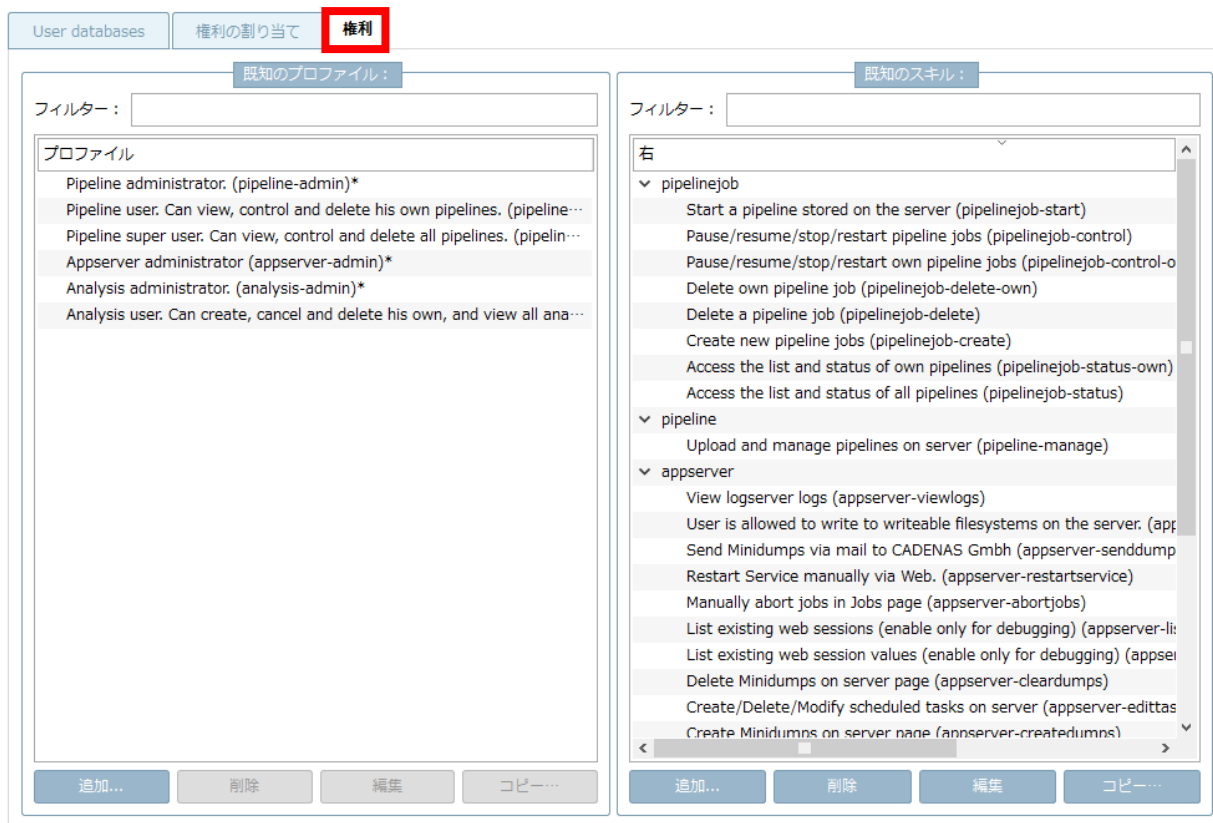 User databases
権利の割り当て
権利
既知のプロファイル：
フィルター：
プロファイル
Pipeline administrator. (pipeline-admin)*
Pipeline user. Can view, control and delete his own pipelines. (pipeline…
Pipeline super user. Can view, control and delete all pipelines. (pipelin…
Appserver administrator (appserver-admin)*
Analysis administrator. (analysis-admin)*
Analysis user. Can create, cancel and delete his own, and view all ana…
追加...
削除
編集
コピー…
既知のスキル：
フィルター：
右
pipelinejob
Start a pipeline stored on the server (pipelinejob-start)
Pause/resume/stop/restart pipeline jobs (pipelinejob-control)
Pause/resume/stop/restart own pipeline jobs (pipelinejob-control-o
Delete own pipeline job (pipelinejob-delete-own)
Delete a pipeline job (pipelinejob-delete)
Create new pipeline jobs (pipelinejob-create)
Access the list and status of own pipelines (pipelinejob-status-own)
Access the list and status of all pipelines (pipelinejob-status)
pipeline
Upload and manage pipelines on server (pipeline-manage)
appserver
View logserver logs (appserver-viewlogs)
User is allowed to write to writeable filesystems on the server. (app
Send Minidumps via mail to CADENAS Gmbh (appserver-senddump
Restart Service manually via Web. (appserver-restartservice)
Manually abort jobs in Jobs page (appserver-abortjobs)
List existing web sessions (enable only for debugging) (appserver-lis
List existing web session values (enable only for debugging) (appser
Delete Minidumps on server page (appserver-cleardumps)
Create/Delete/Modify scheduled tasks on server (appserver-edittas
Create Minidumps on server page (appserver-createdumps)
追加...
削除
編集
コピー…